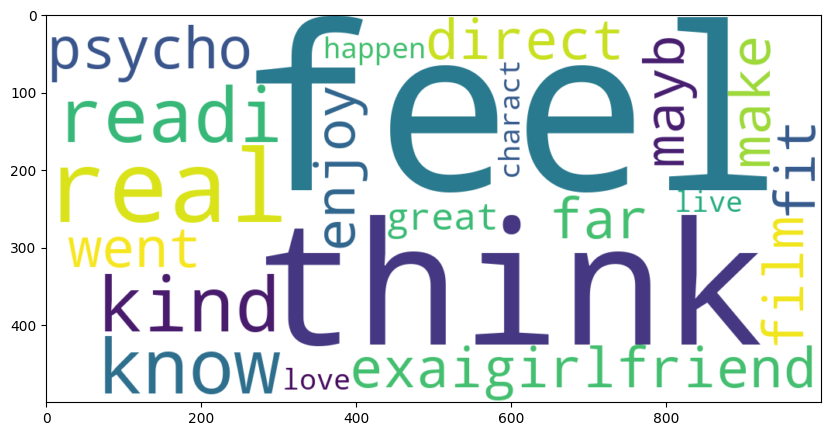 0
100
200
300
400
psycho
happen
direct
feel
readi
enjoy
charact
mayb
make
fit
real
great
far
live
went
think
film
kind
know
love
exaigirlfriend
0 200 400 600 800